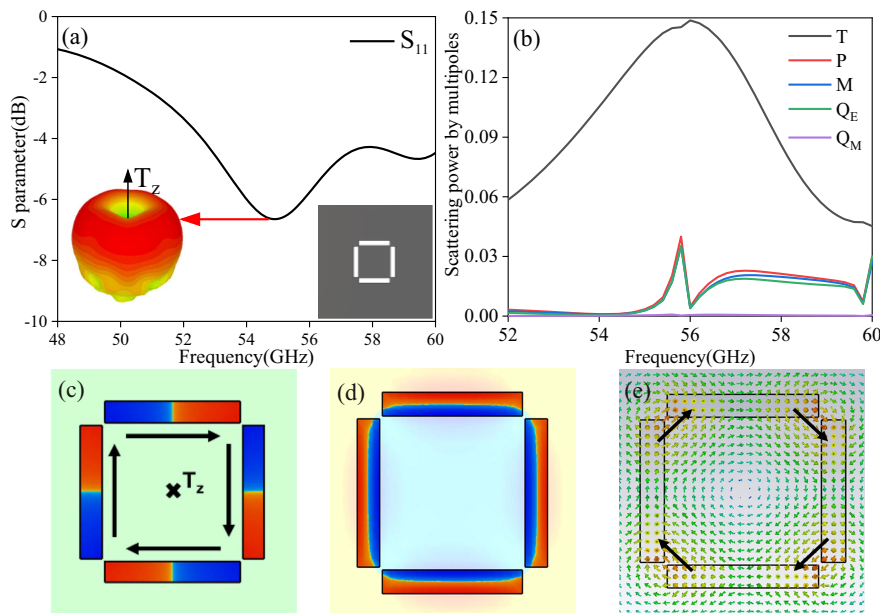 (a)
S11
Tz
S parameter(dB)
0
-2
-4
-6
-8
-10
48
50
52
54
56
58
60
Frequency(GHz)
(b)
T
P
M
QE
QM
Scattering power by multipoles
0.15
0.12
0.09
0.06
0.03
0.00
52
54
56
58
60
Frequency(GHz)
(c)
Tz
(d)
(e)